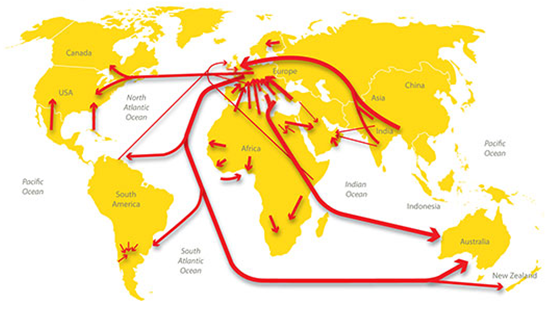 Canada
USA
North
Atlantic
Ocean
Europe
Asia
China
India
Africa
Pacific
Ocean
Pacific
Ocean
South
America
Indian
Ocean
Indonesia
South
Atlantic
Ocean
Australia
New Zealand